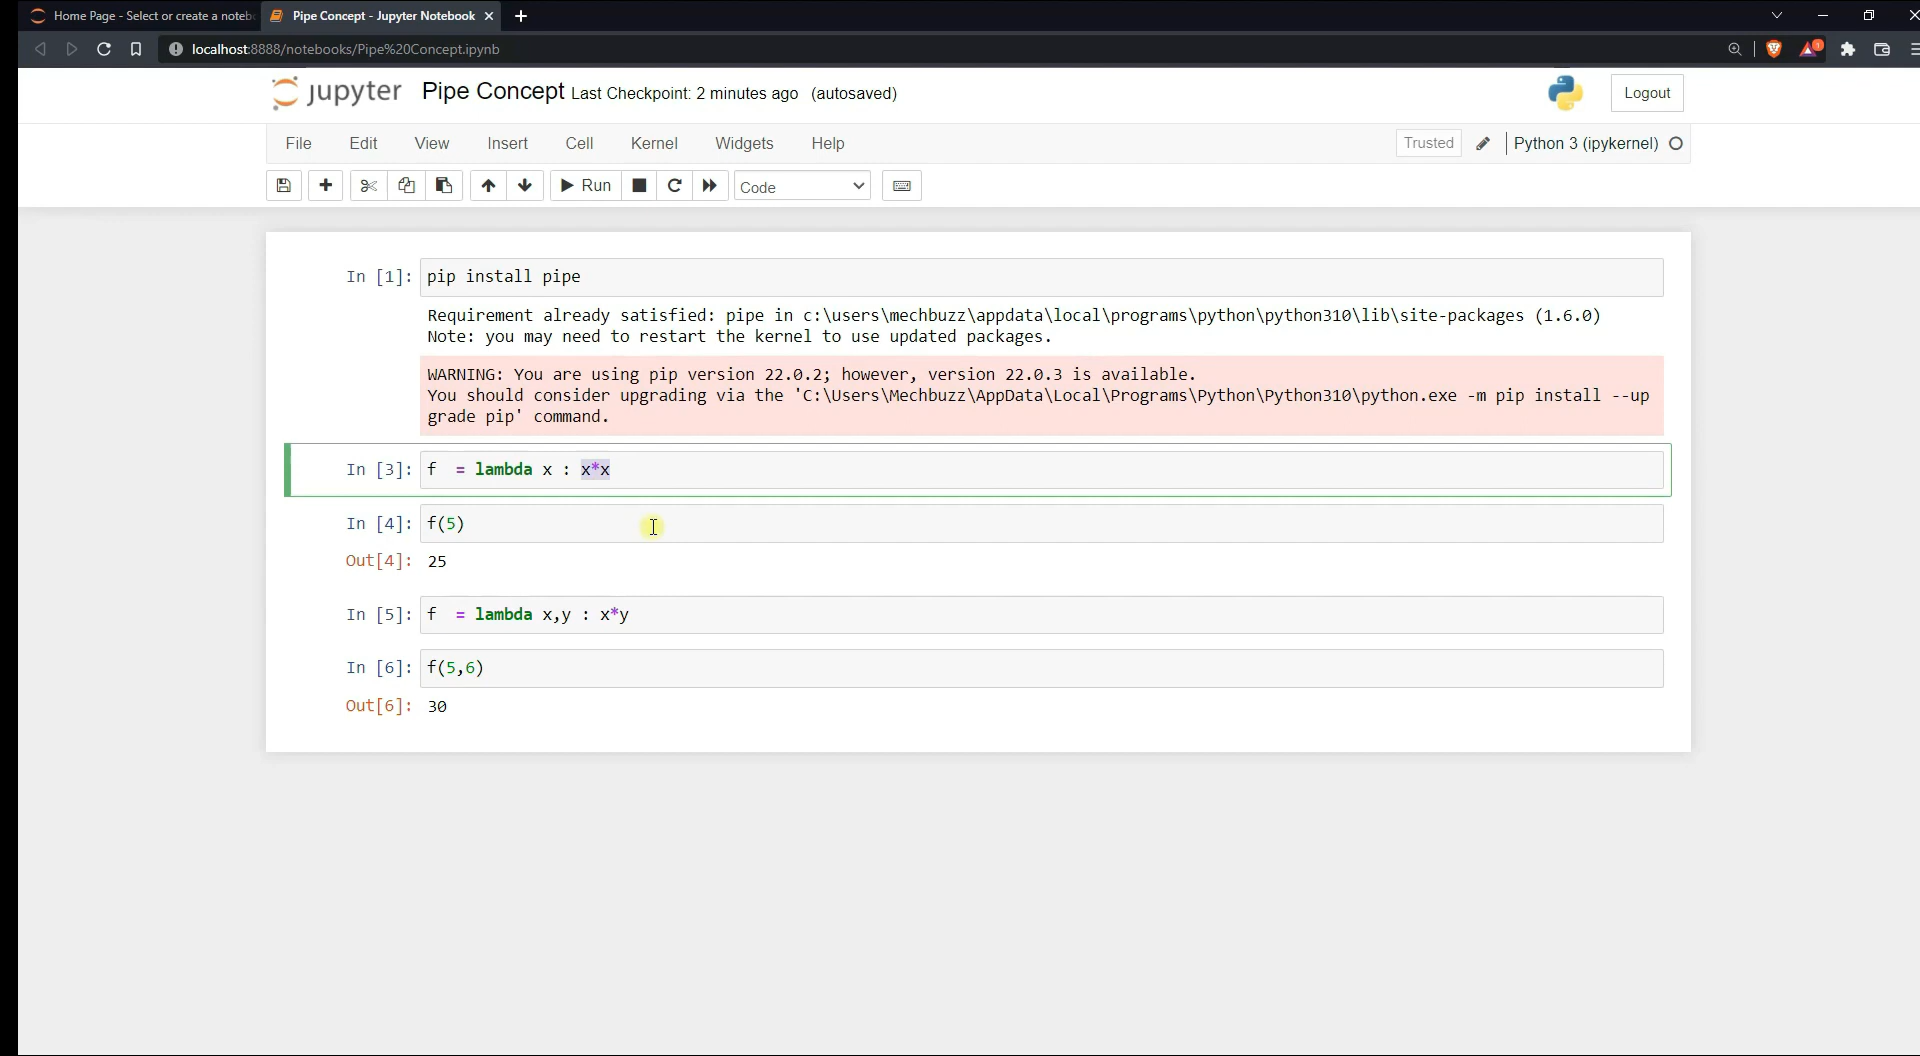 Home Page - Select or create a noteb
Pipe Concept - Jupyter Notebook
localhost:8888/notebooks/Pipe%20Concept.ipynb
1
jupyter Pipe Concept Last Checkpoint: 2 minutes ago (autosaved)
Logout
File Edit View Insert Cell Kernel Widgets Help
Trusted
Python 3 (ipykernel)
Run
Code
In [1]: pip install pipe
Requirement already satisfied: pipe in c:\users\mechbuzz\appdata\local\programs\python\python310\lib\site-packages (1.6.0)
Note: you may need to restart the kernel to use updated packages.
WARNING: You are using pip version 22.0.2; however, version 22.0.3 is available.
You should consider upgrading via the 'C:\Users\Mechbuzz\AppData\Local\Programs\Python\Python310\python.exe -m pip install --up
grade pip' command.
In [3]: f  = lambda x : x*x
In [4]: f(5)
Out[4]: 25
In [5]: f  = lambda x,y : x*y
In [6]: f(5,6)
Out[6]: 30